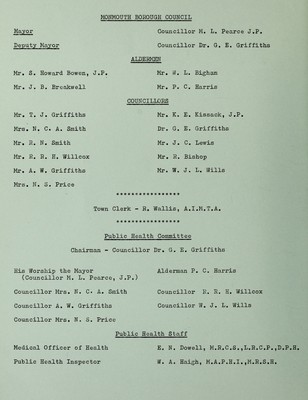 MONMOUTH BOROUGH COUNCIL
Mayor Councillor M. L. Pearce J.P.
Deputy Mayor Councillor Dr. G. E. Griffiths
ALDERMEN
Mr. S. Howard Bowen, J.P. Mr. W. L. Higham
Mr. J. B. Breakwell Mr. P. C. Harris
COUNCILLORS
Mr. T. J. Griffiths Mr. K. E. Kissack, J.P.
Mrs. N. C. A. Smith Dr. G. E. Griffiths
Mr. R. N. Smith Mr. J. C. Lewis
Mr. R. R. H. Willcox Mr. R. Bishop
Mr. A. W. Griffiths Mr. W. J. L. Wills
Mrs. N. S. Price
*****************
Town Clerk - H. Wallis, A.I.M.T.A.
*****************
Public Health Committee
Chairman - Councillor Dr. G. E. Griffiths
His Worship the Mayor Alderman P. C. Harris
(Councillor M. L. Pearce, J.P.)
Councillor Mrs. N. C. A. Smith Councillor R. R. H. Willcox
Councillor A. W. Griffiths Councillor W. J. L. Wills
Councillor Mrs. N. S. Price
Public Health Staff
Medical Officer of Health E. N. Dowell, M.R.C.S.,L.R.C.P.,D.P.H.
Public Health Inspector W. A. Haigh, M.A.P.H.I.,M.R.S.H.